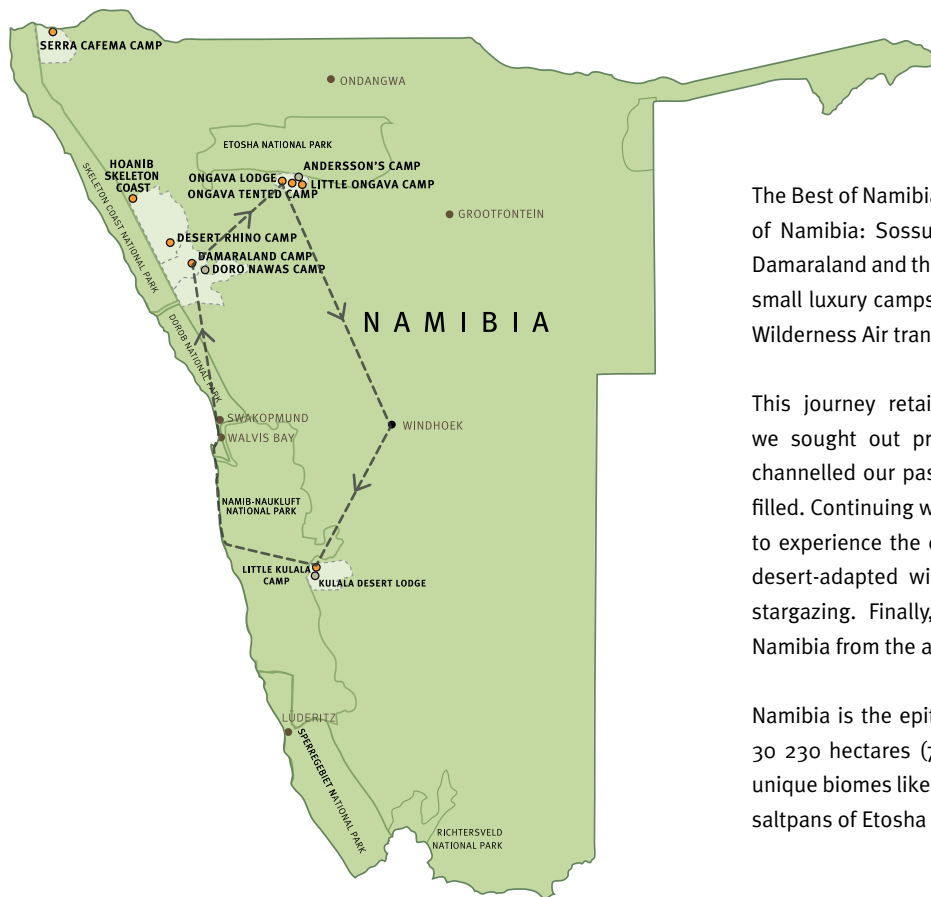 SERRA CAFEMA CAMP
ONDANGWA
ETOSHA NATIONAL PARK
HOANIB
SKELETON
COAST
ANDERSSON'S CAMP
ONGAVA LODGE
LITTLE ONGAVA CAMP
ONGAVA TENTED CAMP
SKELETON COAST NATIONAL PARK
GROOTFONTEIN
DESERT RHINO CAMP
DAMARALAND CAMP
DORO NAWAS CAMP
NAMIBIA
DOROB NATIONAL PARK
SWAKOPMUND
WALVIS BAY
WINDHOEK
NAMIB-NAUKLUFT
NATIONAL PARK
LITTLE KULALA
CAMP
KULALA DESERT LODGE
LÜDERITZ
SPERREGEBIET NATIONAL PARK
RICHTERSVELD
NATIONAL PARK
The Best of Namibia
of Namibia: Sossu
Damaraland and th
small luxury camps
Wilderness Air tran
This journey retai
we sought out pr
channelled our pas
filled. Continuing w
to experience the
desert-adapted wi
stargazing. Finally,
Namibia from the a
Namibia is the epit
30 230 hectares (
unique biomes like
saltpans of Etosha